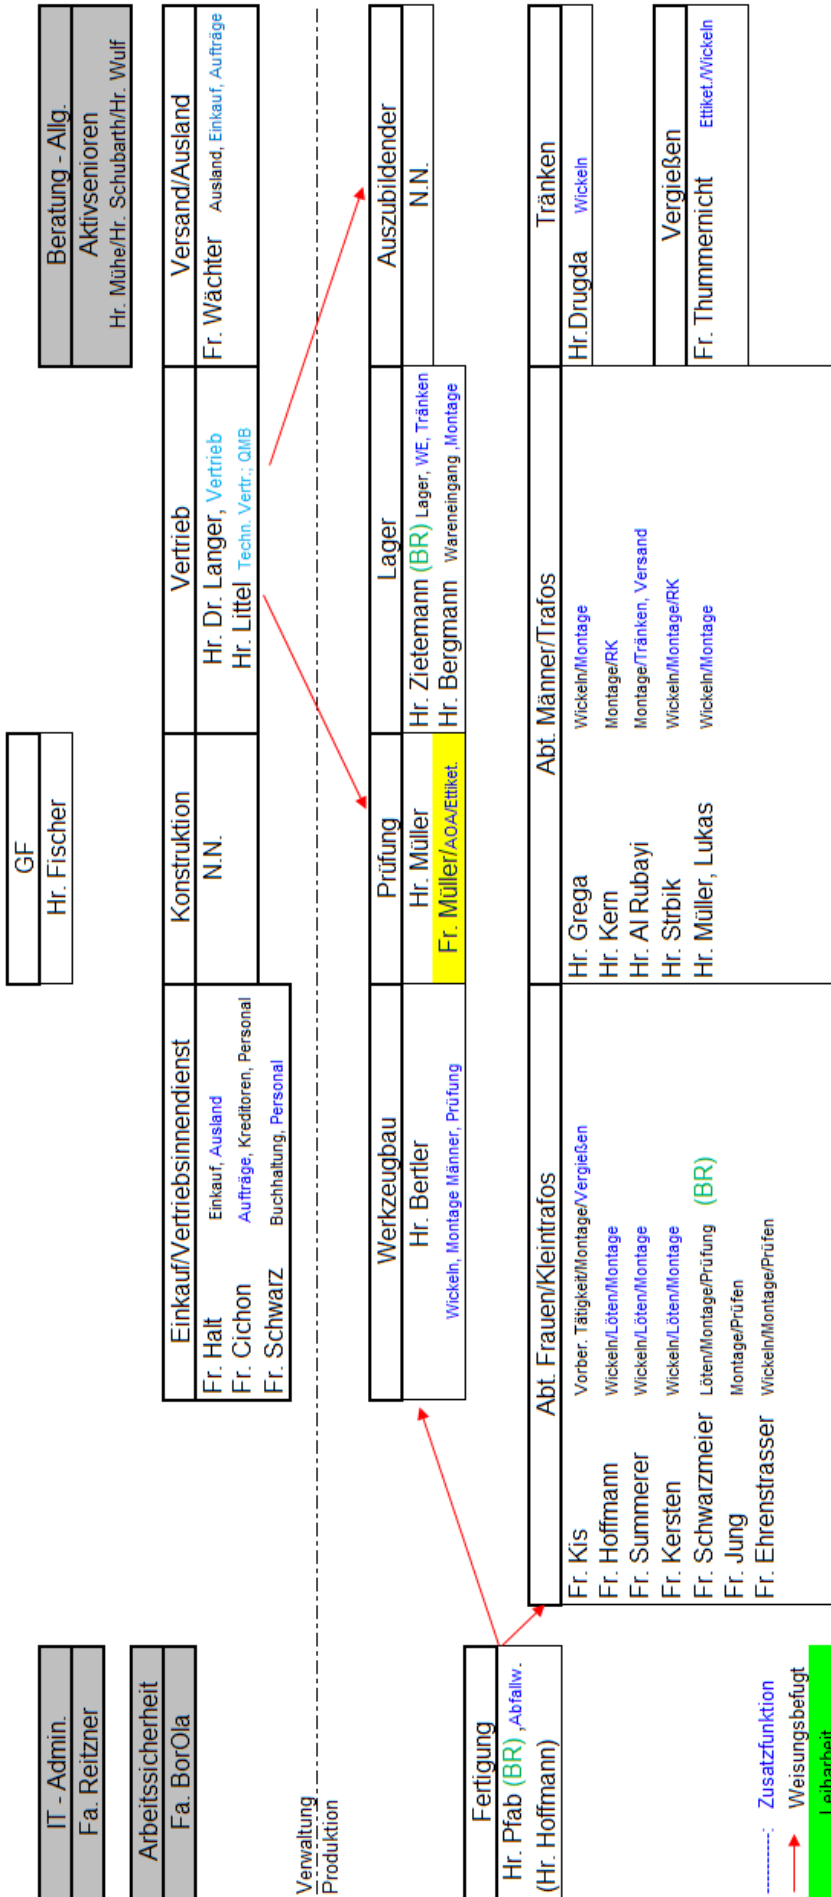 GF
Hr. Fischer
IT - Admin.
Fa. Reitzner
Beratung - Allg.
Aktivsenioren
Hr. Mühe/Hr. Schubarth/Hr. Wulf
Arbeitssicherheit
Fa. BorOla
Einkauf/Vertriebsinnendienst
Fr. Halt Einkauf, Ausland
Fr. Cichon Aufträge, Kreditoren, Personal
Fr. Schwarz Buchhaltung, Personal
Konstruktion
N.N.
Vertrieb
Hr. Dr. Langer, Vertrieb
Hr. Littel Techn. Vertr.; QMB
Versand/Ausland
Fr. Wächter Ausland, Einkauf, Aufträge
Verwaltung
Produktion
Werkzeugbau
Hr. Bertler
Wickeln, Montage Männer, Prüfung
Prüfung
Hr. Müller
Fr. Müller/AOA/Ettiket.
Lager
Hr. Zietemann (BR) Lager, WE, Tränken
Hr. Bergmann Wareneingang ,Montage
Auszubildender
N.N.
Fertigung
Hr. Pfab (BR) ,Abfallw.
(Hr. Hoffmann)
Abt. Frauen/Kleintrafos
Fr. Kis Vorber. Tätigkeit/Montage/Vergießen
Fr. Hoffmann Wickeln/Löten/Montage
Fr. Summerer Wickeln/Löten/Montage
Fr. Kersten Wickeln/Löten/Montage
Fr. Schwarzmeier Löten/Montage/Prüfung (BR)
Fr. Jung Montage/Prüfen
Fr. Ehrenstrasser Wickeln/Montage/Prüfen
Abt. Männer/Trafos
Hr. Grega Wickeln/Montage
Hr. Kern Montage/RK
Hr. Al Rubayi Montage/Tränken, Versand
Hr. Strbik Wickeln/Montage/RK
Hr. Müller, Lukas Wickeln/Montage
Tränken
Hr.Drugda Wickeln
Vergießen
Fr. Thummernicht Ettiket./Wickeln
--------: Zusatzfunktion
Weisungsbefugt
Leiharbeit